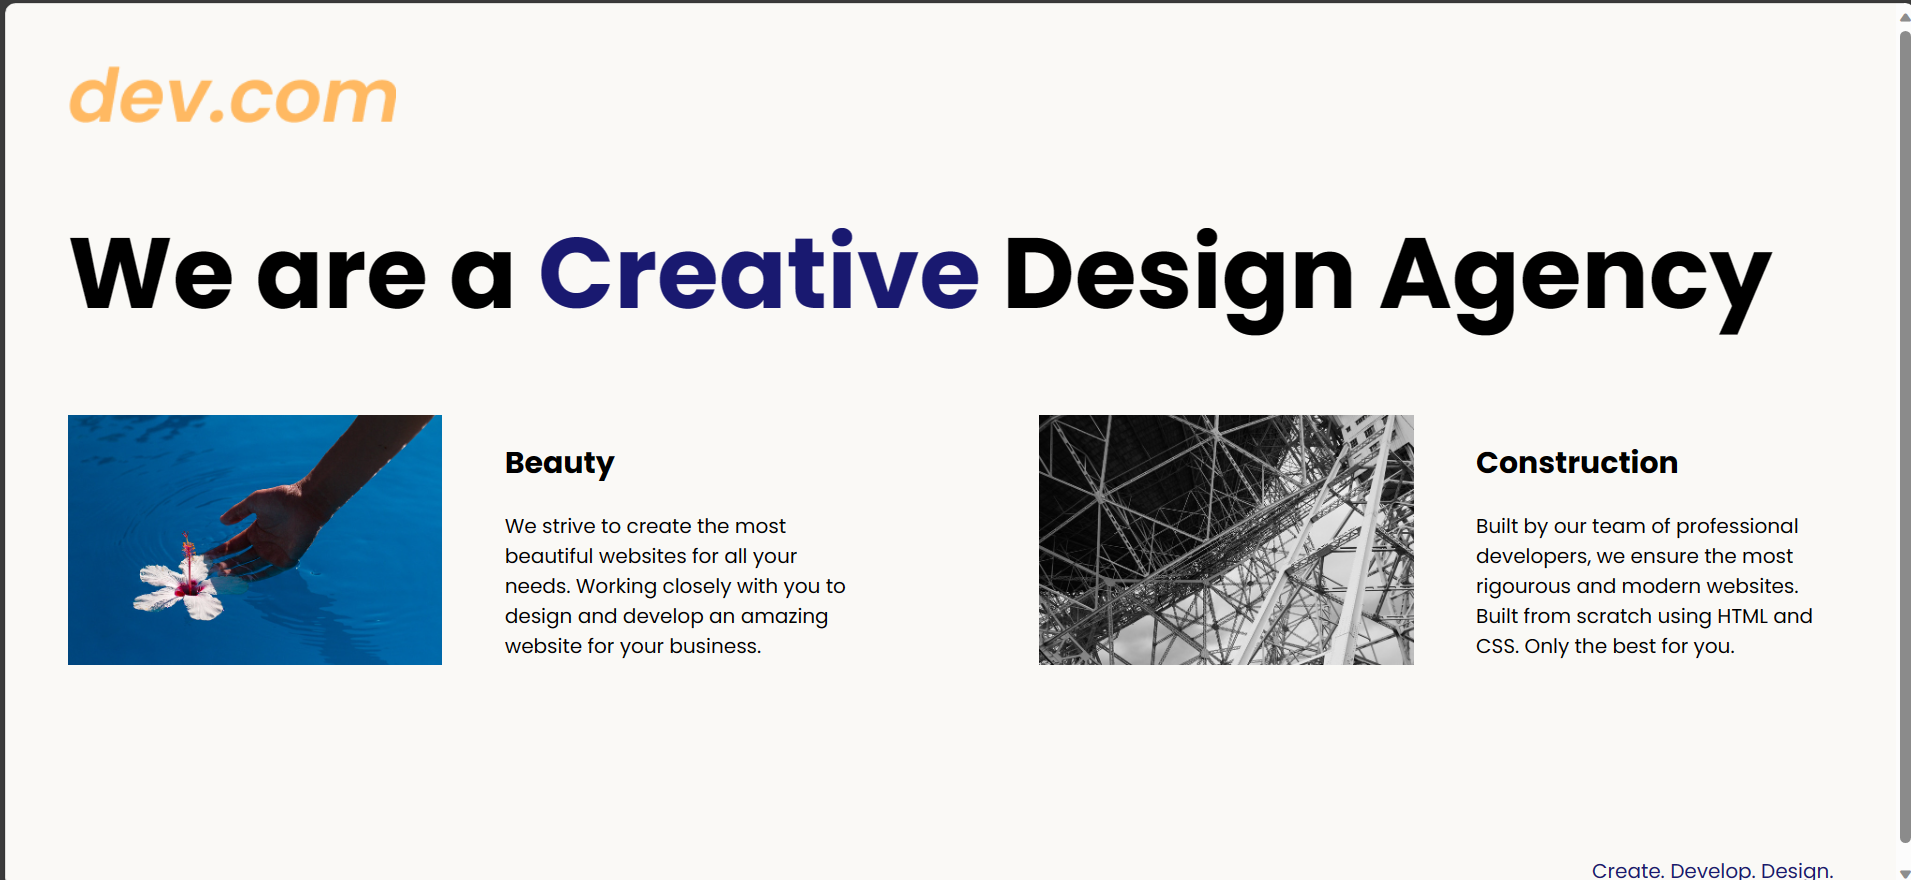 dev.com
We are a Creative Design Agency
Beauty
We strive to create the most
beautiful websites for all your
needs. Working closely with you to
design and develop an amazing
website for your business.
Construction
Built by our team of professional
developers, we ensure the most
rigourous and modern websites.
Built from scratch using HTML and
CSS. Only the best for you.
Create. Develop. Design.